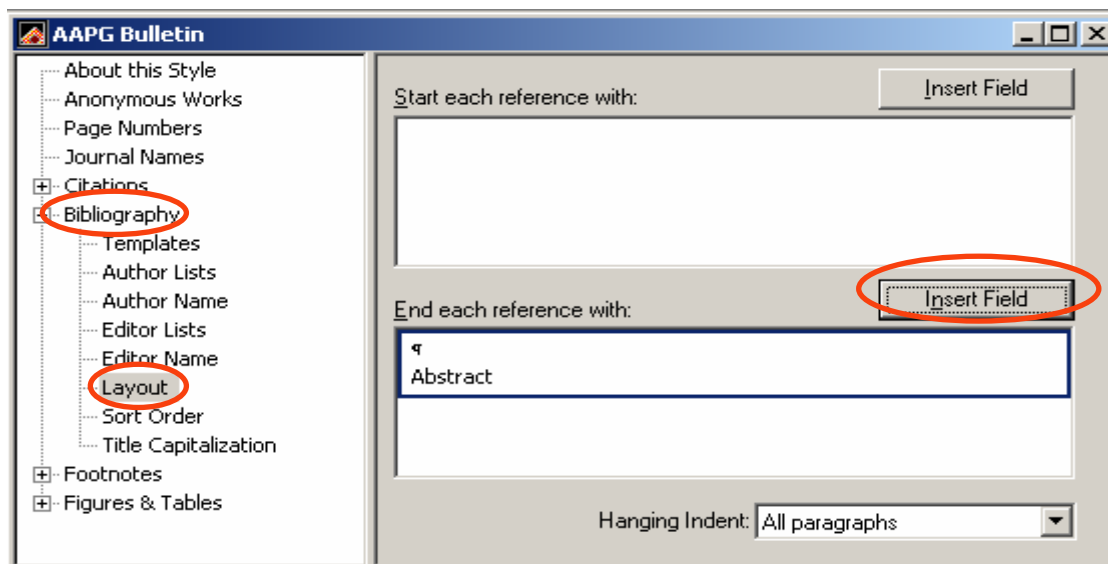 AAPG Bulletin
About this Style
Anonymous Works
Page Numbers
Journal Names
Citations
Bibliography
Templates
Author Lists
Author Name
Editor Lists
Editor Name
Layout
Sort Order
Title Capitalization
Footnotes
Figures & Tables
Start each reference with:
Insert Field
End each reference with:
Insert Field
¶
Abstract
Hanging Indent: All paragraphs